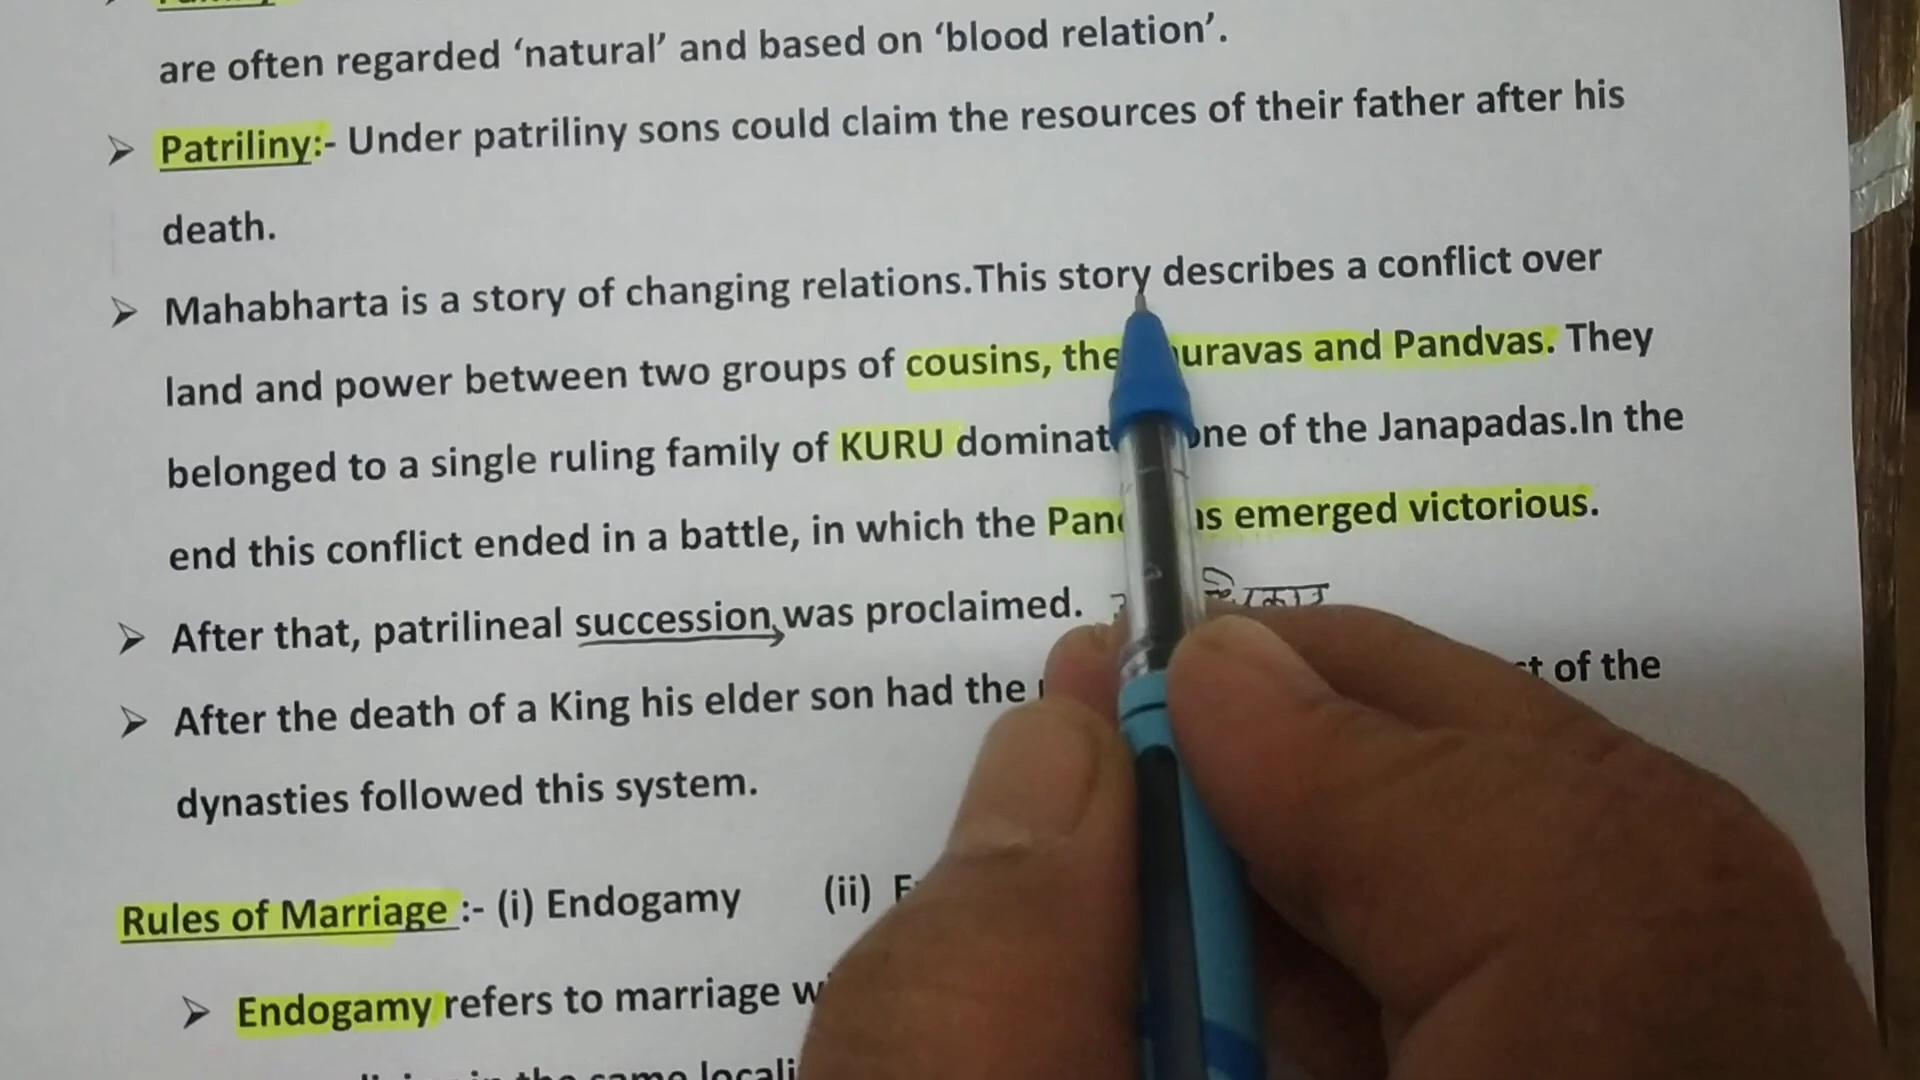 are often regarded ‘natural’ and based on ‘blood relation’.
➢ Patriliny:- Under patriliny sons could claim the resources of their father after his
death.
➢ Mahabharta is a story of changing relations.This story describes a conflict over
land and power between two groups of cousins, the uravas and Pandvas. They
belonged to a single ruling family of KURU dominat one of the Janapadas.In the
end this conflict ended in a battle, in which the Pan as emerged victorious.
➢ After that, patrilineal succession was proclaimed.
➢ After the death of a King his elder son had the of the
dynasties followed this system.
Rules of Marriage :- (i) Endogamy (ii)
➢ Endogamy refers to marriage
in the same